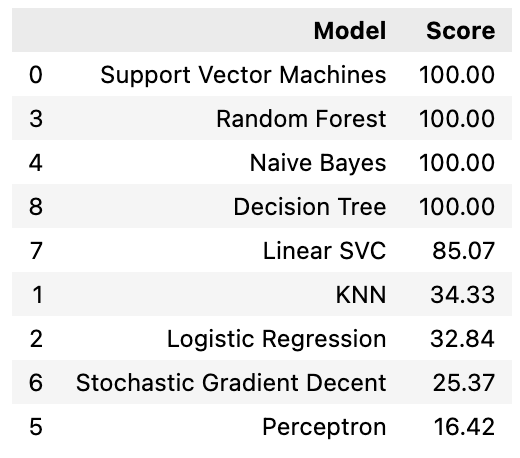 Model Score
0 Support Vector Machines 100.00
3 Random Forest 100.00
4 Naive Bayes 100.00
8 Decision Tree 100.00
7 Linear SVC 85.07
1 KNN 34.33
2 Logistic Regression 32.84
6 Stochastic Gradient Decent 25.37
5 Perceptron 16.42